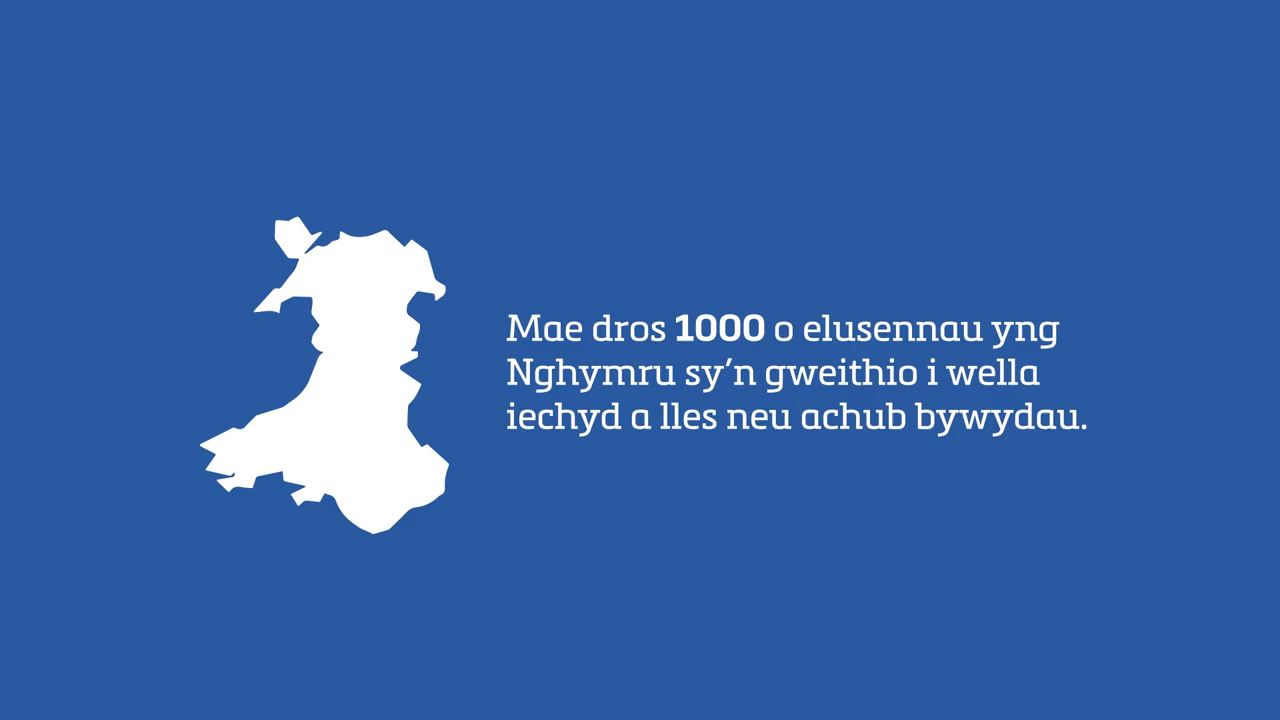 Mae dros 1000 o elusennau yng
Nghymru sy’n gweithio i wella
iechyd a lles neu achub bywydau.